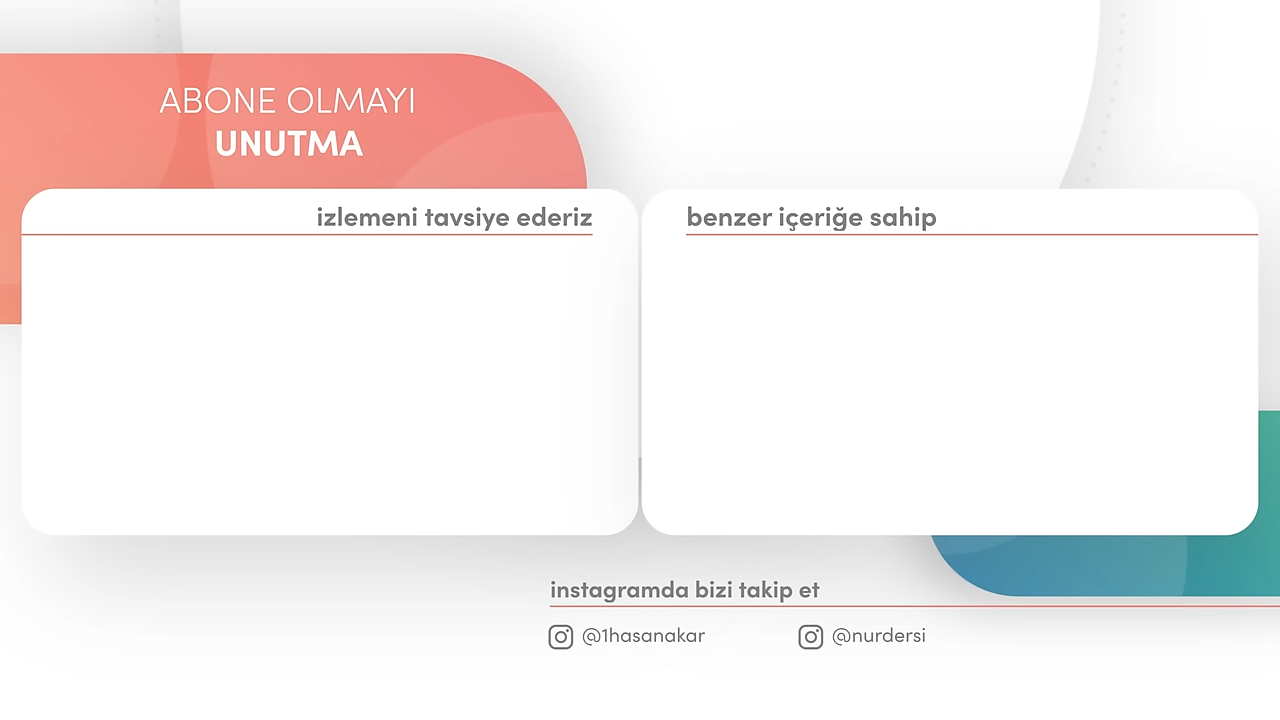 ABONE OLMAYI
UNUTMA
izlemeni tavsiye ederiz
benzer içeriğe sahip
instagramda bizi takip et
@1hasanakar
@nurdersi